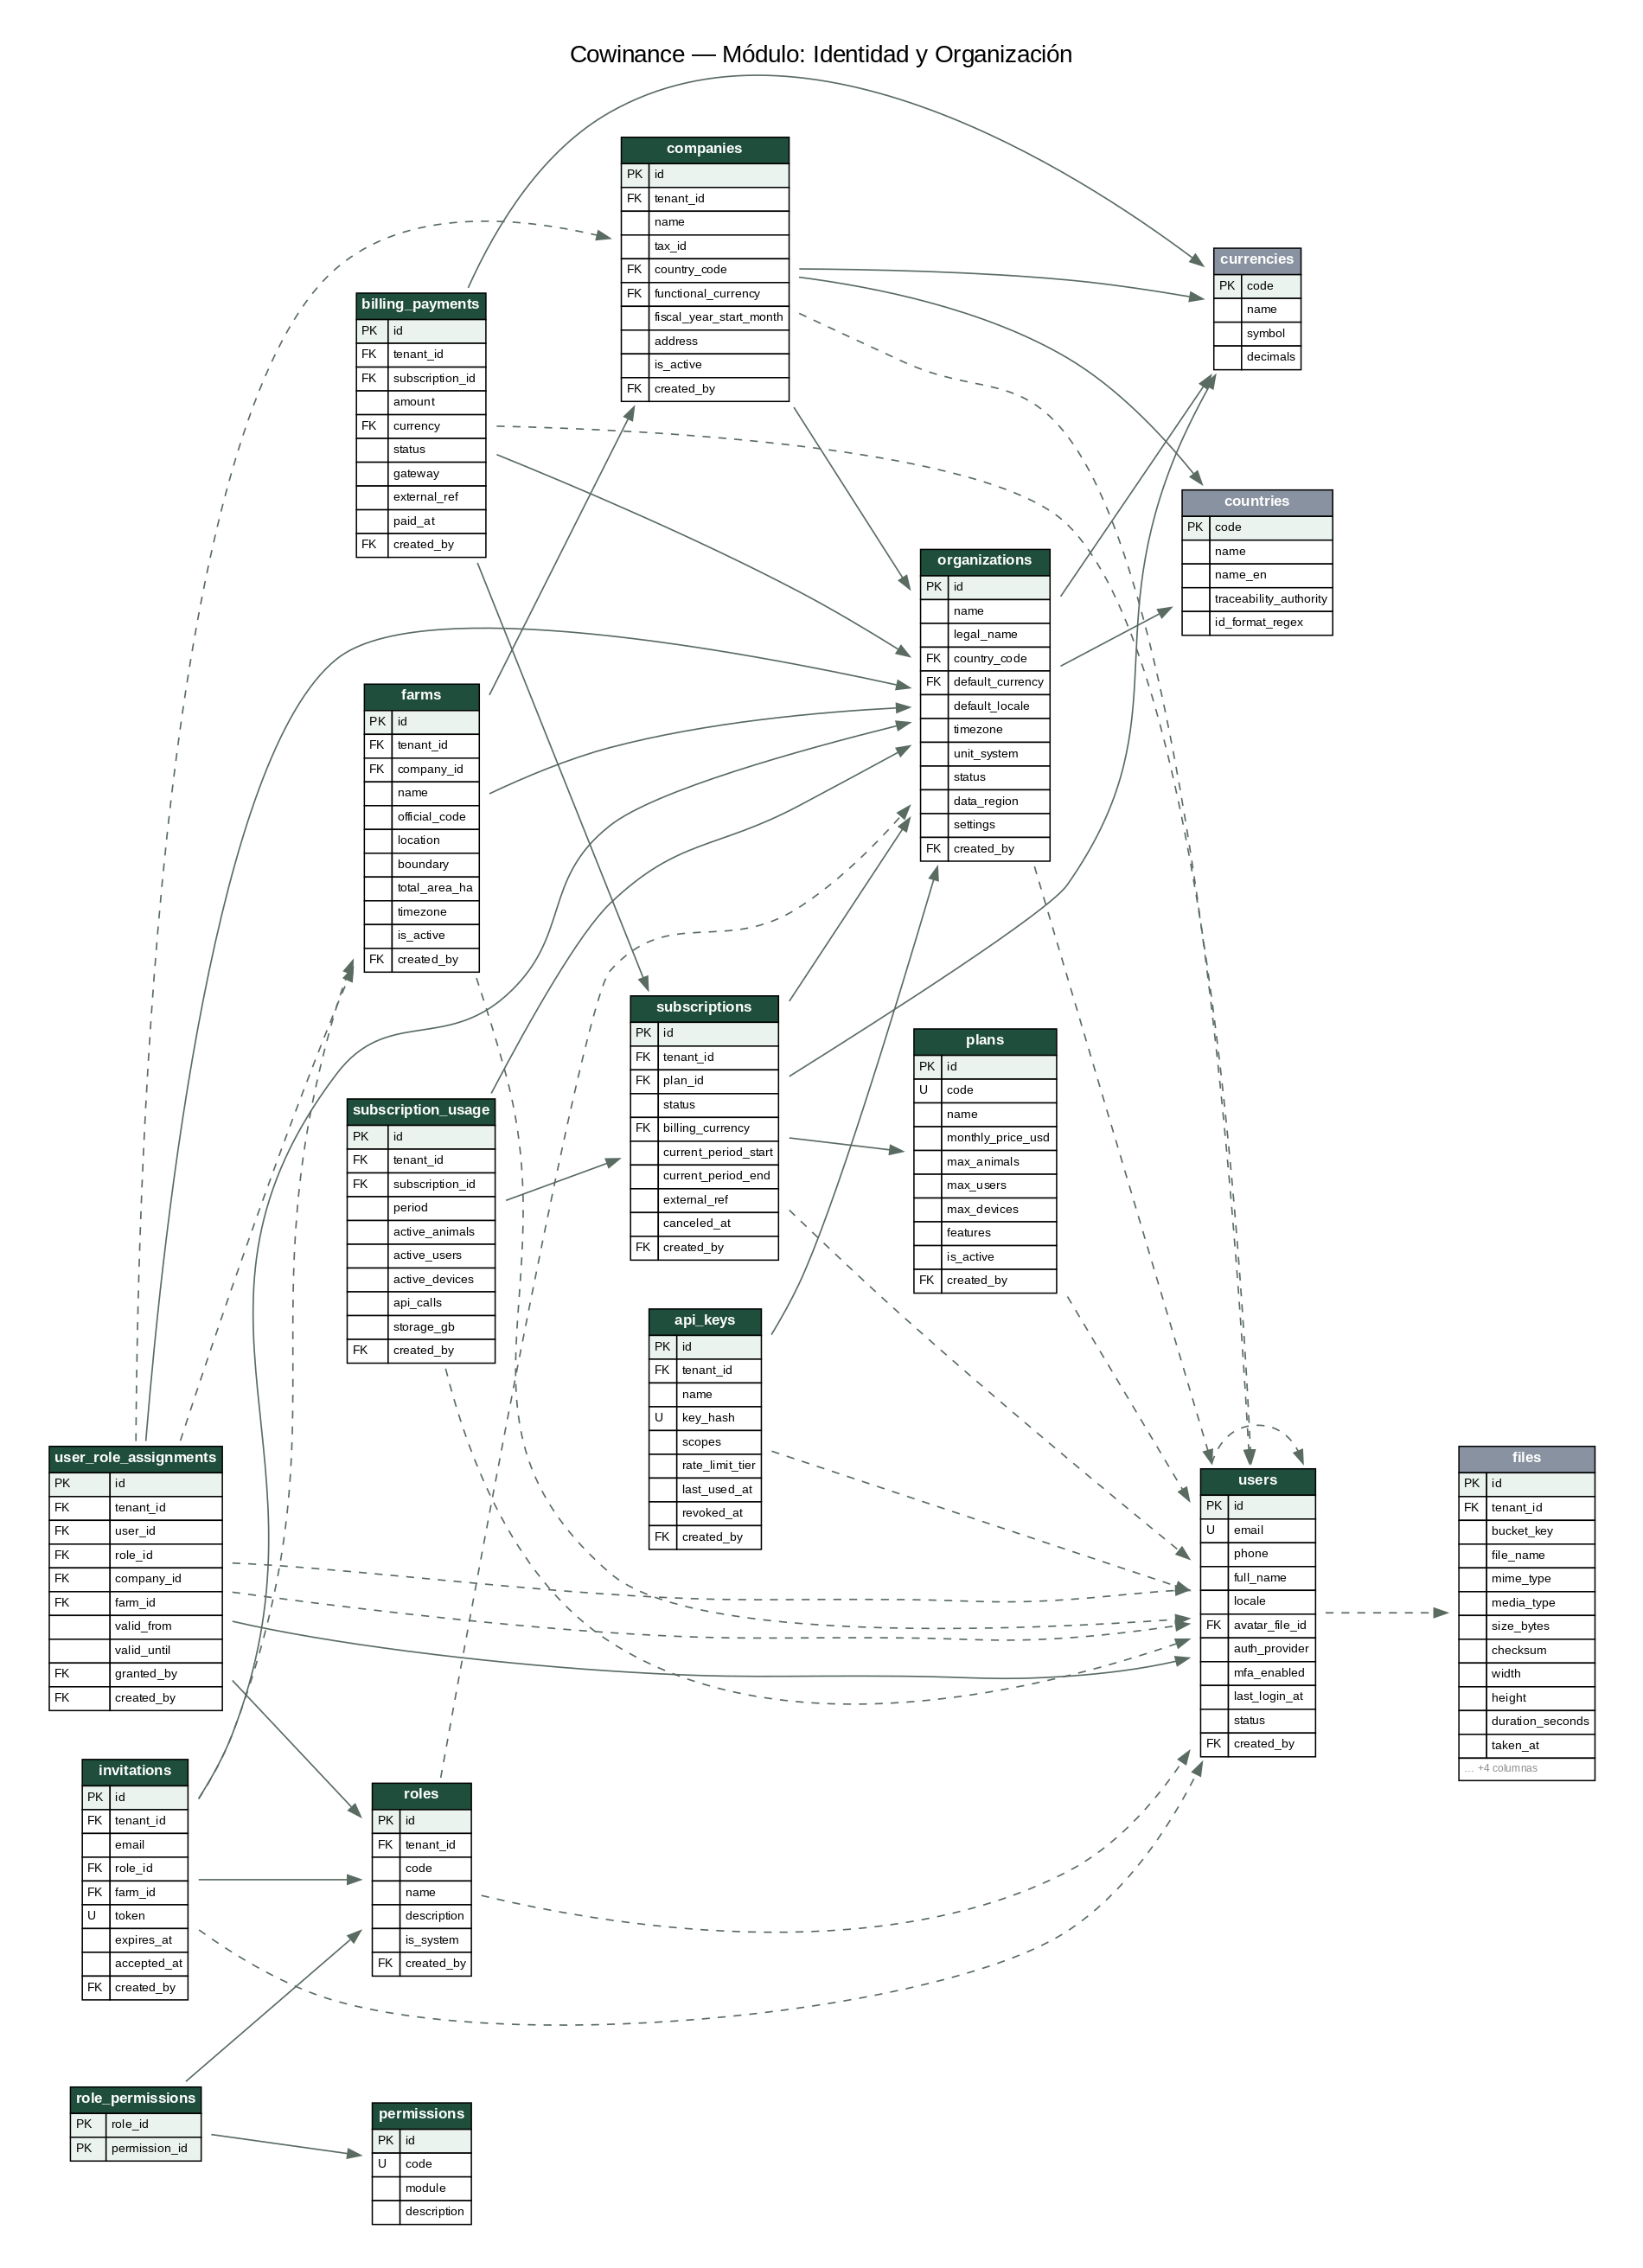 Cowinance — Módulo: Identidad y Organización
companies
PK id
FK tenant_id
name
tax_id
FK country_code
FK functional_currency
fiscal_year_start_month
address
is_active
FK created_by
currencies
PK code
name
symbol
decimals
billing_payments
PK id
FK tenant_id
FK subscription_id
amount
FK currency
status
gateway
external_ref
paid_at
FK created_by
countries
PK code
name
name_en
traceability_authority
id_format_regex
organizations
PK id
name
legal_name
FK country_code
FK default_currency
default_locale
timezone
unit_system
status
data_region
settings
FK created_by
farms
PK id
FK tenant_id
FK company_id
name
official_code
location
boundary
total_area_ha
timezone
is_active
FK created_by
subscriptions
PK id
FK tenant_id
FK plan_id
status
FK billing_currency
current_period_start
current_period_end
external_ref
canceled_at
FK created_by
plans
PK id
U code
name
monthly_price_usd
max_animals
max_users
max_devices
features
is_active
FK created_by
subscription_usage
PK id
FK tenant_id
FK subscription_id
period
active_animals
active_users
active_devices
api_calls
storage_gb
FK created_by
api_keys
PK id
FK tenant_id
name
U key_hash
scopes
rate_limit_tier
last_used_at
revoked_at
FK created_by
user_role_assignments
PK id
FK tenant_id
FK user_id
FK role_id
FK company_id
FK farm_id
valid_from
valid_until
FK granted_by
FK created_by
users
PK id
U email
phone
full_name
locale
FK avatar_file_id
auth_provider
mfa_enabled
last_login_at
status
FK created_by
files
PK id
FK tenant_id
bucket_key
file_name
mime_type
media_type
size_bytes
checksum
width
height
duration_seconds
taken_at
... +4 columnas
invitations
PK id
FK tenant_id
email
FK role_id
FK farm_id
U token
expires_at
accepted_at
FK created_by
roles
PK id
FK tenant_id
code
name
description
is_system
FK created_by
role_permissions
PK role_id
PK permission_id
permissions
PK id
U code
module
description